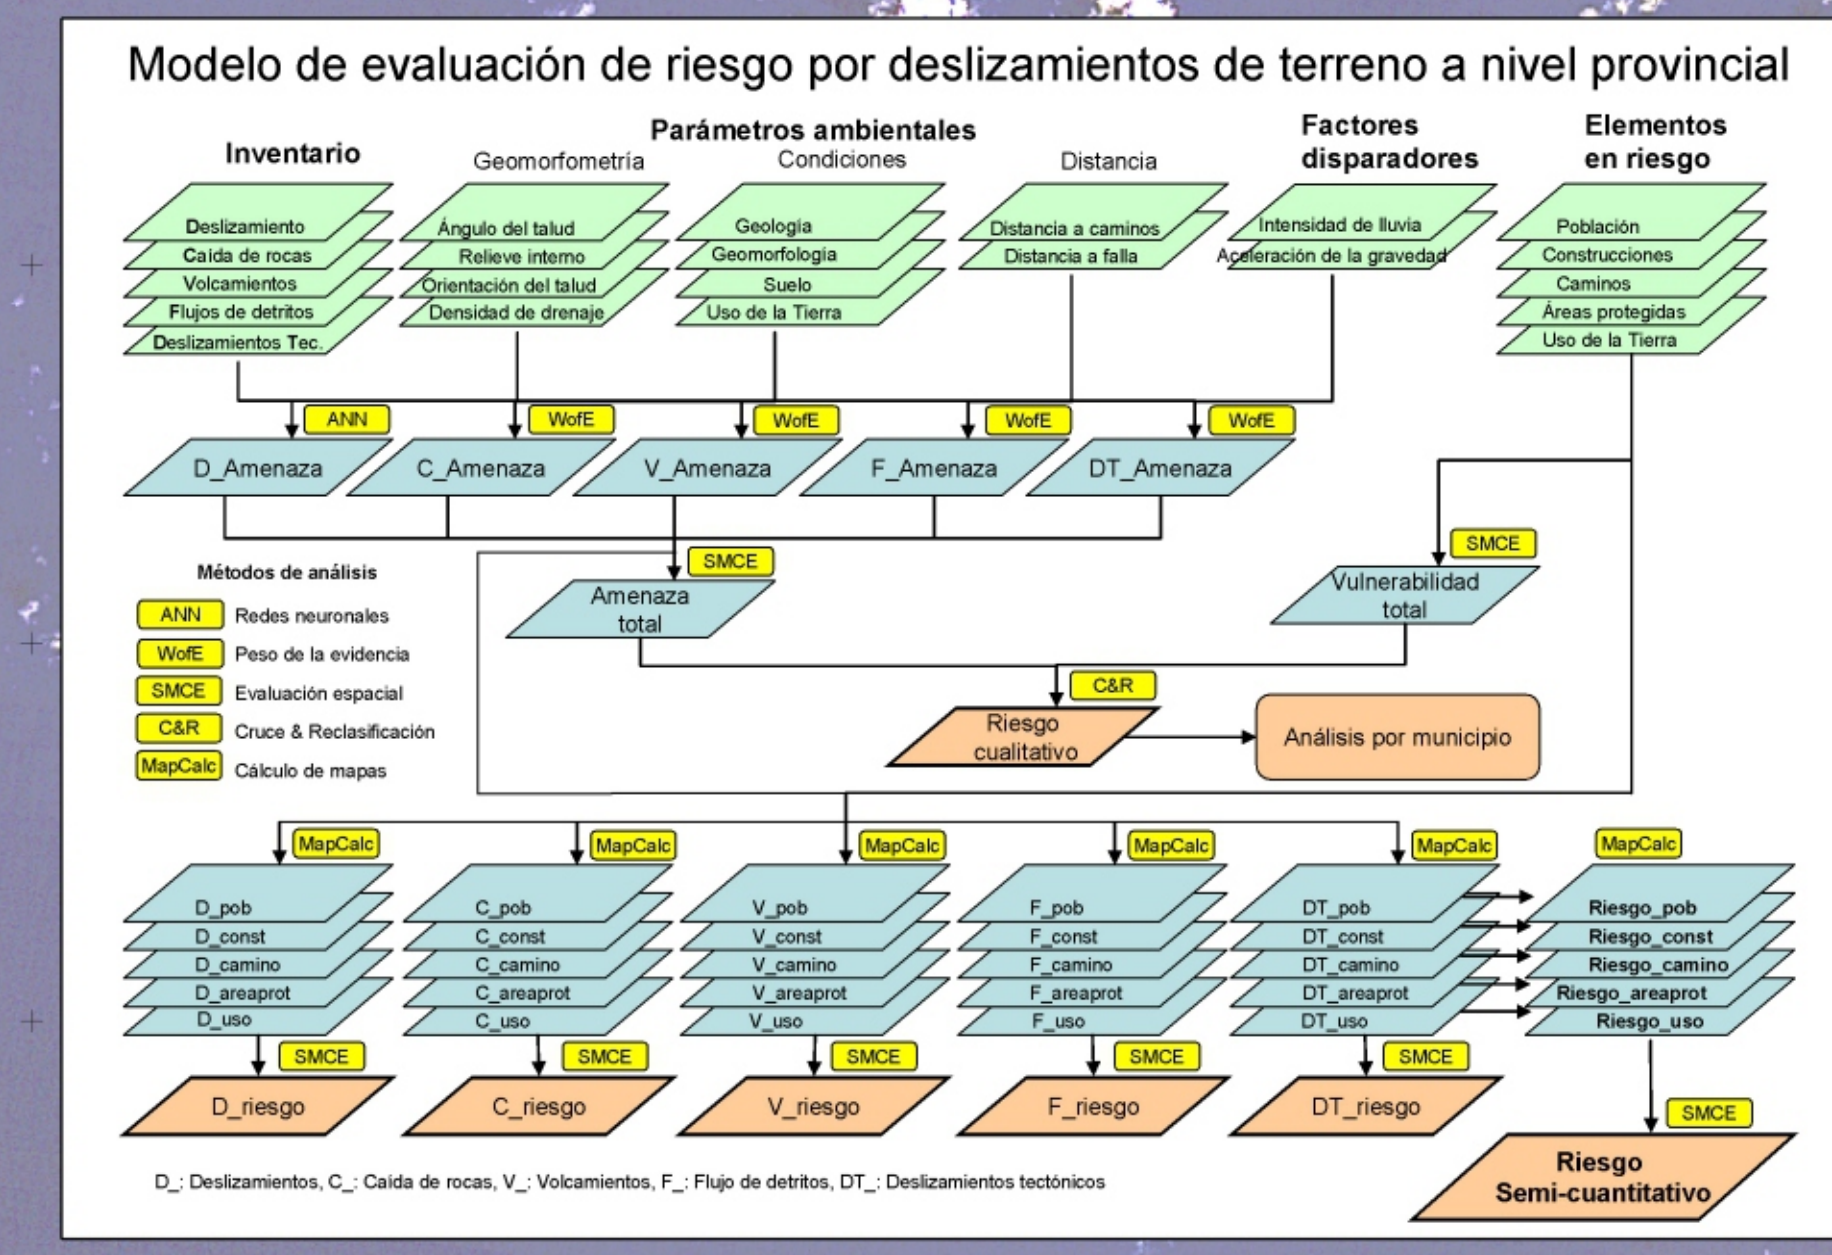 Modelo de evaluación de riesgo por deslizamientos de terreno a nivel provincial
Inventario
Parámetros ambientales
Geomorfometría
Condiciones
Distancia
Factores
disparadores
Elementos
en riesgo
Deslizamiento
Caída de rocas
Volcamientos
Flujos de detritos
Deslizamientos Tec.
Ángulo del talud
Relieve interno
Orientación del talud
Densidad de drenaje
Geología
Geomorfología
Suelo
Uso de la Tierra
Distancia a caminos
Distancia a falla
Intensidad de lluvia
Aceleración de la gravedad
Población
Construcciones
Caminos
Áreas protegidas
Uso de la Tierra
ANN
WofE
WofE
WofE
WofE
D_Amenaza
C_Amenaza
V_Amenaza
F_Amenaza
DT_Amenaza
SMCE
SMCE
Amenaza
total
Vulnerabilidad
total
Métodos de análisis
ANN Redes neuronales
WofE Peso de la evidencia
SMCE Evaluación espacial
C&R Cruce & Reclasificación
MapCalc Cálculo de mapas
C&R
Riesgo
cualitativo
Análisis por municipio
MapCalc
MapCalc
MapCalc
MapCalc
MapCalc
MapCalc
D_pob
D_const
D_camino
D_areaprot
D_uso
C_pob
C_const
C_camino
C_areaprot
C_uso
V_pob
V_const
V_camino
V_areaprot
V_uso
F_pob
F_const
F_camino
F_areaprot
F_uso
DT_pob
DT_const
DT_camino
DT_areaprot
DT_uso
Riesgo_pob
Riesgo_const
Riesgo_camino
Riesgo_areaprot
Riesgo_uso
SMCE
SMCE
SMCE
SMCE
SMCE
D_riesgo
C_riesgo
V_riesgo
F_riesgo
DT_riesgo
SMCE
Riesgo
Semi-cuantitativo
D_: Deslizamientos, C_: Caída de rocas, V_: Volcamientos, F_: Flujo de detritos, DT_: Deslizamientos tectónicos